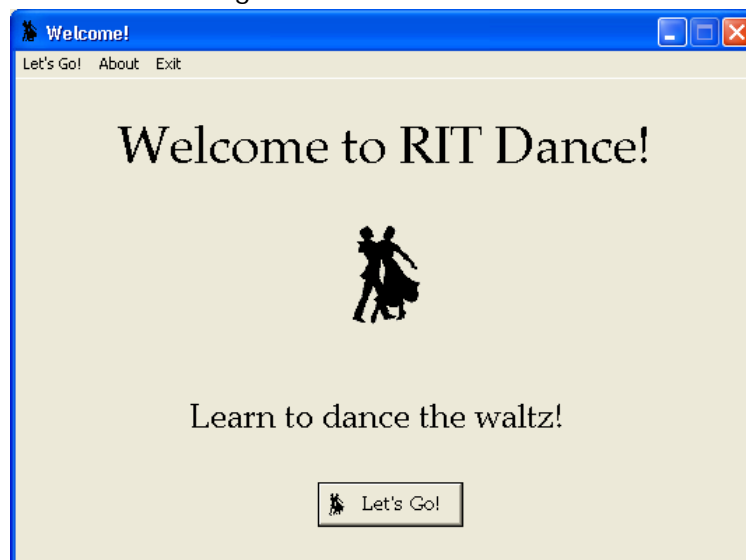 Welcome!
Let's Go! About Exit
Welcome to RIT Dance!
Learn to dance the waltz!
Let's Go!